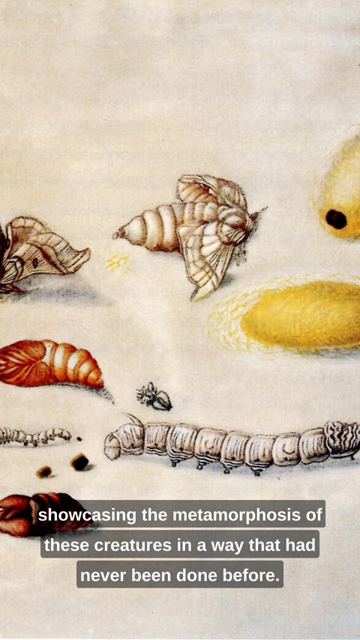 showcasing the metamorphosis of
these creatures in a way that had
never been done before.